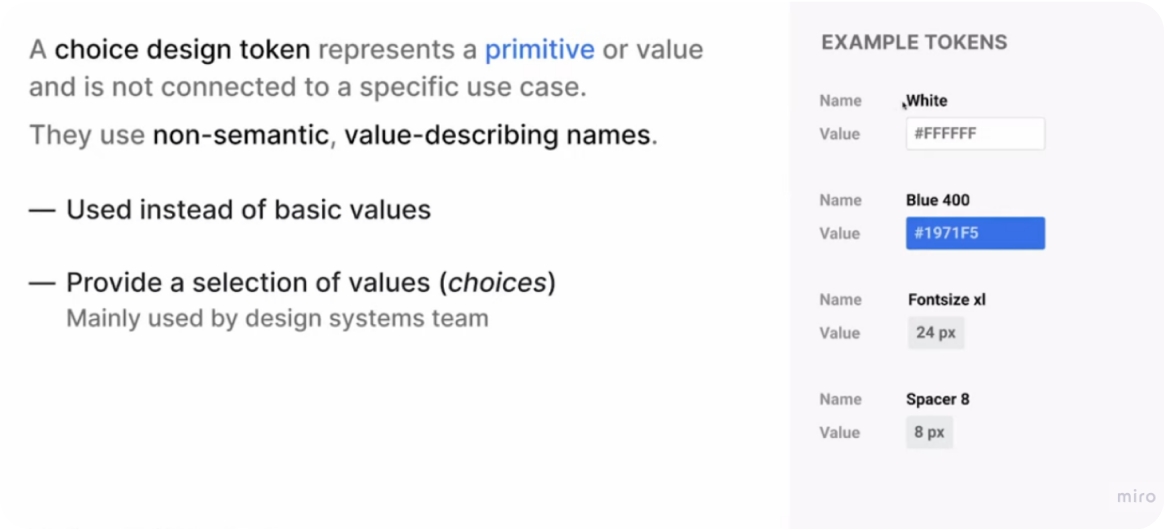 A choice design token represents a primitive or value
and is not connected to a specific use case.
They use non-semantic, value-describing names.
— Used instead of basic values
— Provide a selection of values (choices)
Mainly used by design systems team
EXAMPLE TOKENS
Name White
Value #FFFFFF
Name Blue 400
Value #1971F5
Name Fontsize xl
Value 24 px
Name Spacer 8
Value 8 px
miro